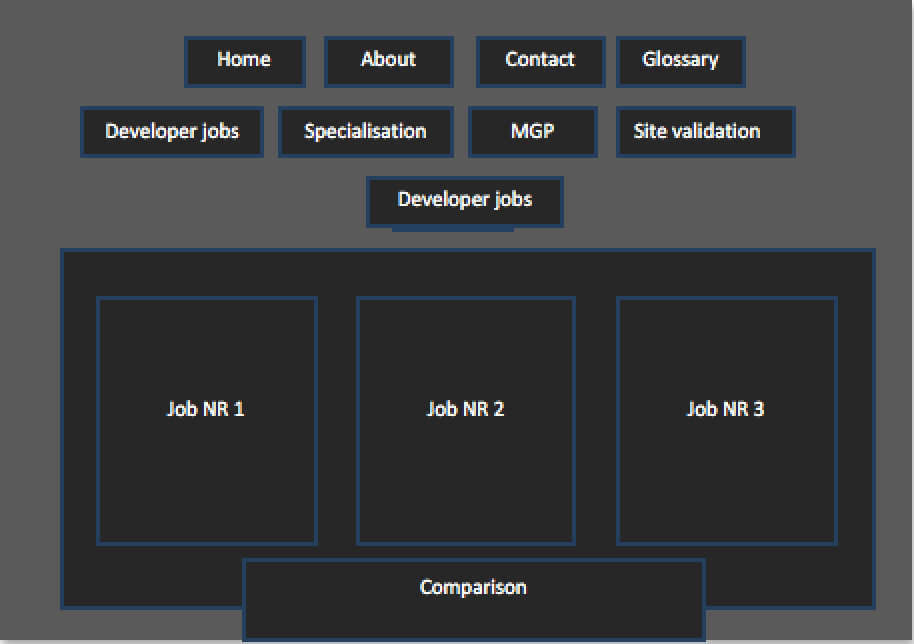 Home About Contact Glossary
Developer jobs Specialisation MGP Site validation
Developer jobs
Job NR 1 Job NR 2 Job NR 3
Comparison